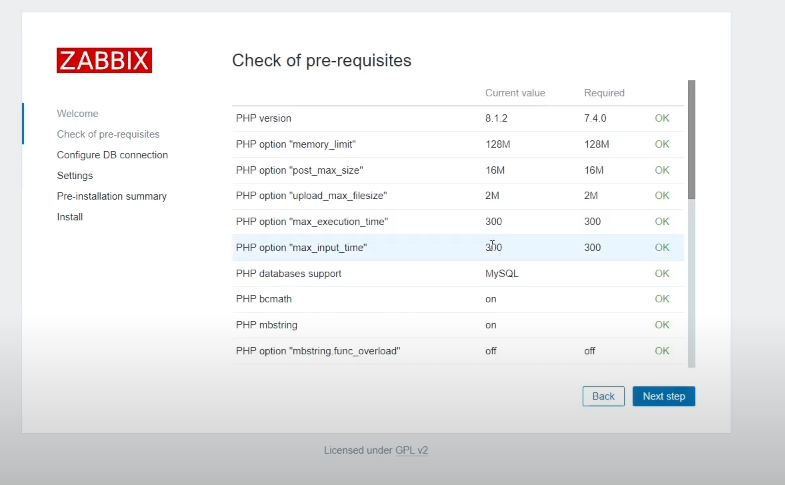 ZABBIX
Welcome
Check of pre-requisites
Configure DB connection
Settings
Pre-installation summary
Install
Check of pre-requisites
Current value Required
PHP version 8.1.2 7.4.0 OK
PHP option "memory_limit" 128M 128M OK
PHP option "post_max_size" 16M 16M OK
PHP option "upload_max_filesize" 2M 2M OK
PHP option "max_execution_time" 300 300 OK
PHP option "max_input_time" 300 300 OK
PHP databases support MySQL OK
PHP bcmath on OK
PHP mbstring on OK
PHP option "mbstring.func_overload" off off OK
Back Next step
Licensed under GPL v2